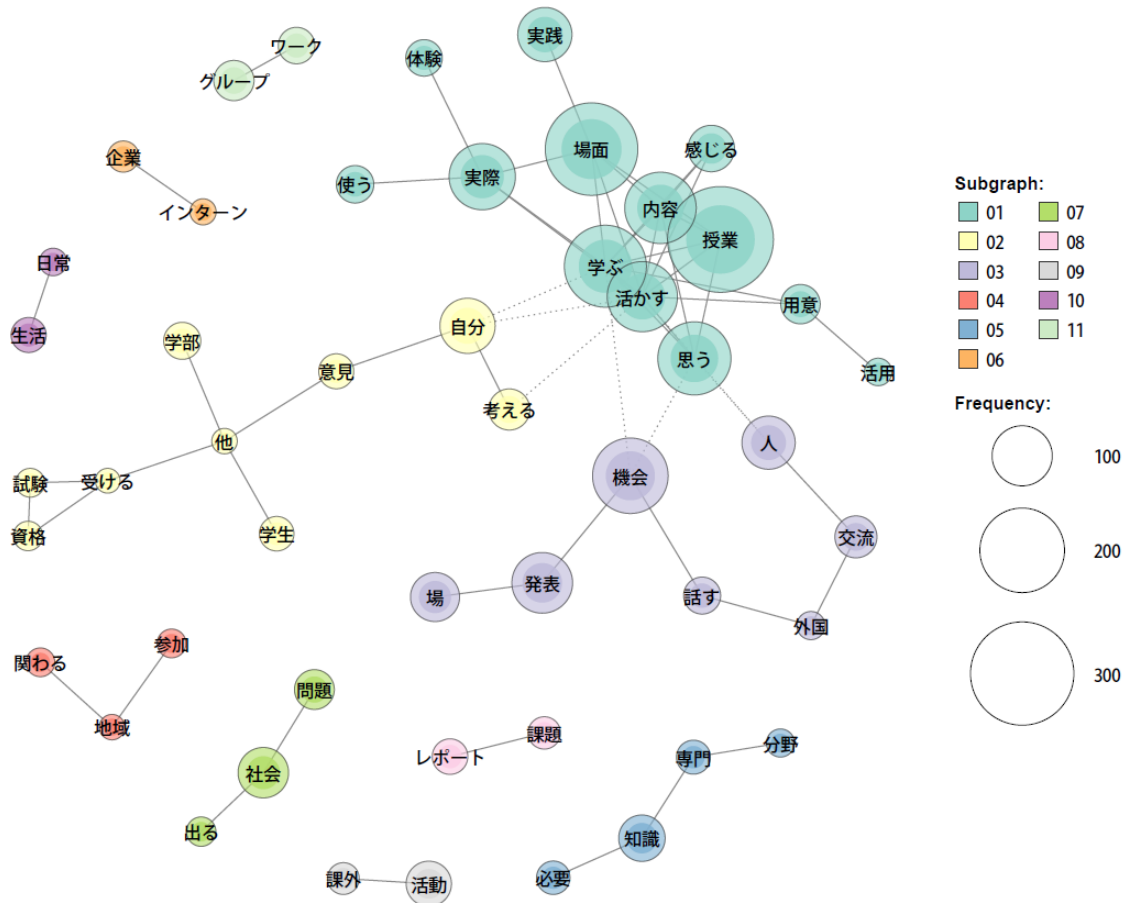 ワーク
グループ
体験
実践
企業
インターン
使う
実際
場面
感じる
内容
授業
学ぶ
活かす
用意
思う
活用
日常
生活
学部
意見
自分
考える
他
試験
受ける
資格
学生
機会
人
交流
発表
場
話す
外国
関わる
参加
地域
問題
社会
出る
レポート
課題
専門
分野
知識
必要
課外
活動
Subgraph:
01
07
02
08
03
09
04
10
05
11
06
Frequency:
100
200
300